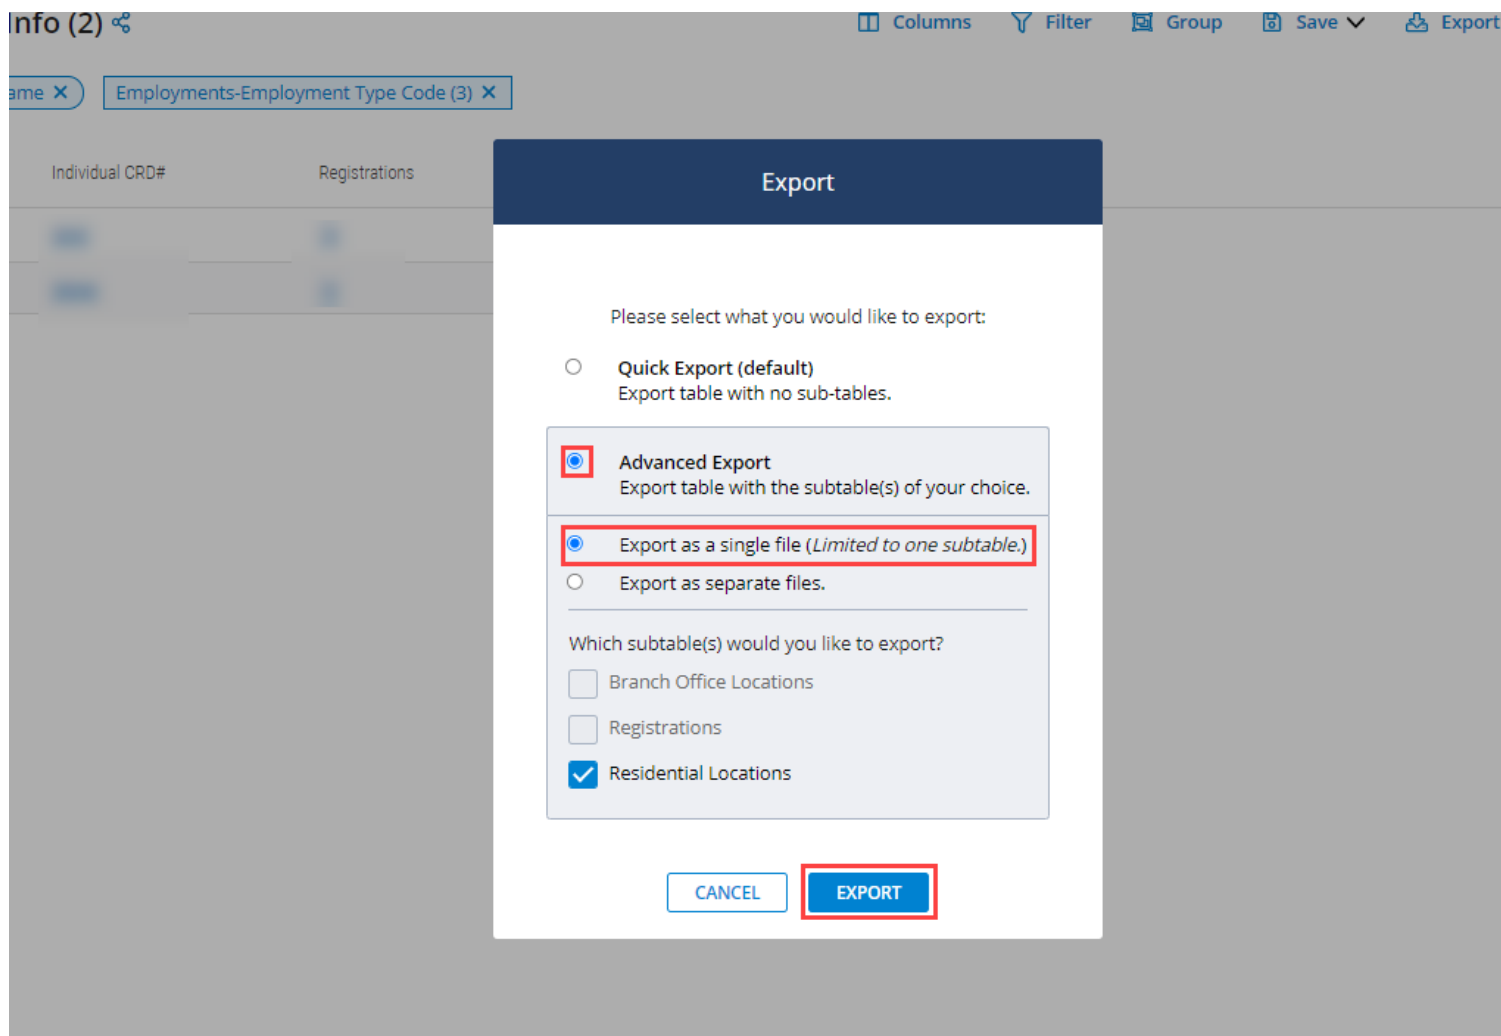 Info (2)
Columns
Filter
Group
Save
Export
ame ✕
Employments-Employment Type Code (3) ✕
Individual CRD#
Registrations
Export
Please select what you would like to export:
Quick Export (default)
Export table with no sub-tables.
Advanced Export
Export table with the subtable(s) of your choice.
Export as a single file (Limited to one subtable.)
Export as separate files.
Which subtable(s) would you like to export?
Branch Office Locations
Registrations
Residential Locations
CANCEL
EXPORT